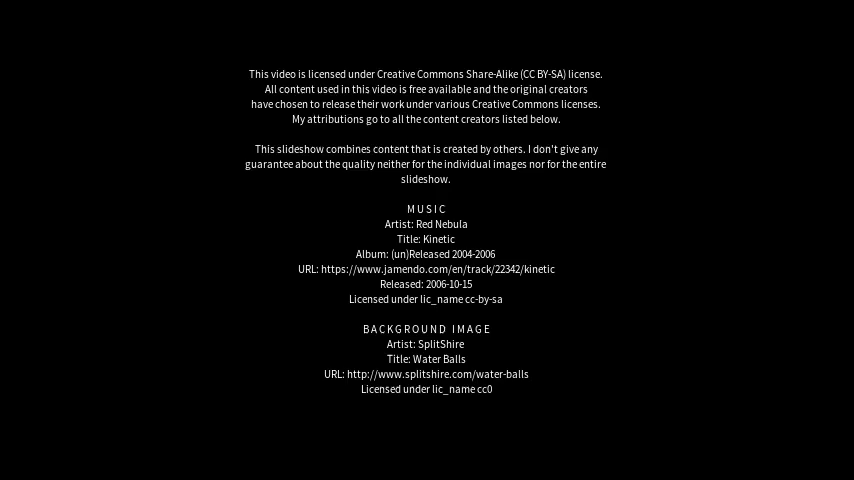 This video is licensed under Creative Commons Share-Alike (CC BY-SA) license.
All content used in this video is free available and the original creators
have chosen to release their work under various Creative Commons licenses.
My attributions go to all the content creators listed below.
This slideshow combines content that is created by others. I don't give any
guarantee about the quality neither for the individual images nor for the entire
slideshow.
MUSIC
Artist: Red Nebula
Title: Kinetic
Album: (un)Released 2004-2006
URL: https://www.jamendo.com/en/track/22342/kinetic
Released: 2006-10-15
Licensed under lic_name cc-by-sa
BACKGROUND IMAGE
Artist: SplitShire
Title: Water Balls
URL: http://www.splitshire.com/water-balls
Licensed under lic_name cc0